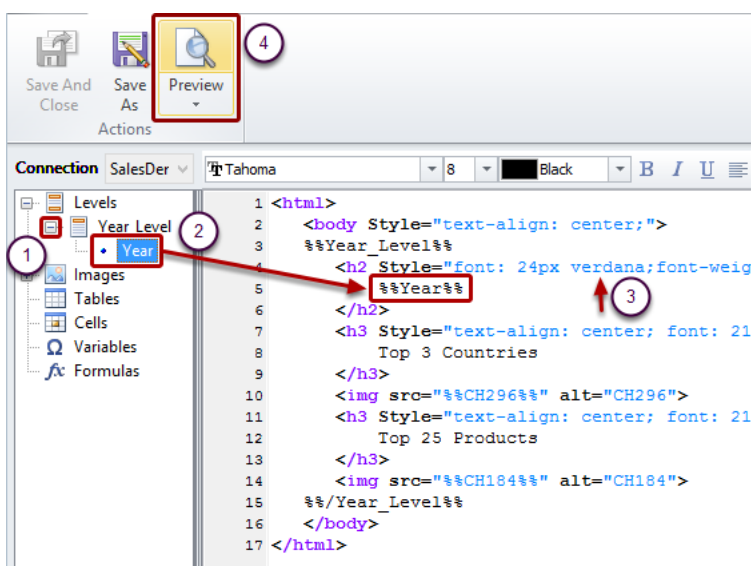 4
Save And Close
Save As
Preview
Actions
Connection SalesDer Tahoma 8 Black B I U
Levels
Year Level
2
Year
1
Images
Tables
Cells
Ω Variables
fx Formulas
1 <html>
2 <body Style="text-align: center;">
3 %%Year_Level%%
4 <h2 Style="font: 24px verdana;font-weig
5 %%Year%%
3
6 </h2>
7 <h3 Style="text-align: center; font: 21
8 Top 3 Countries
9 </h3>
10 <img src="%%CH296%%" alt="CH296">
11 <h3 Style="text-align: center; font: 21
12 Top 25 Products
13 </h3>
14 <img src="%%CH184%%" alt="CH184">
15 %%/Year_Level%%
16 </body>
17 </html>